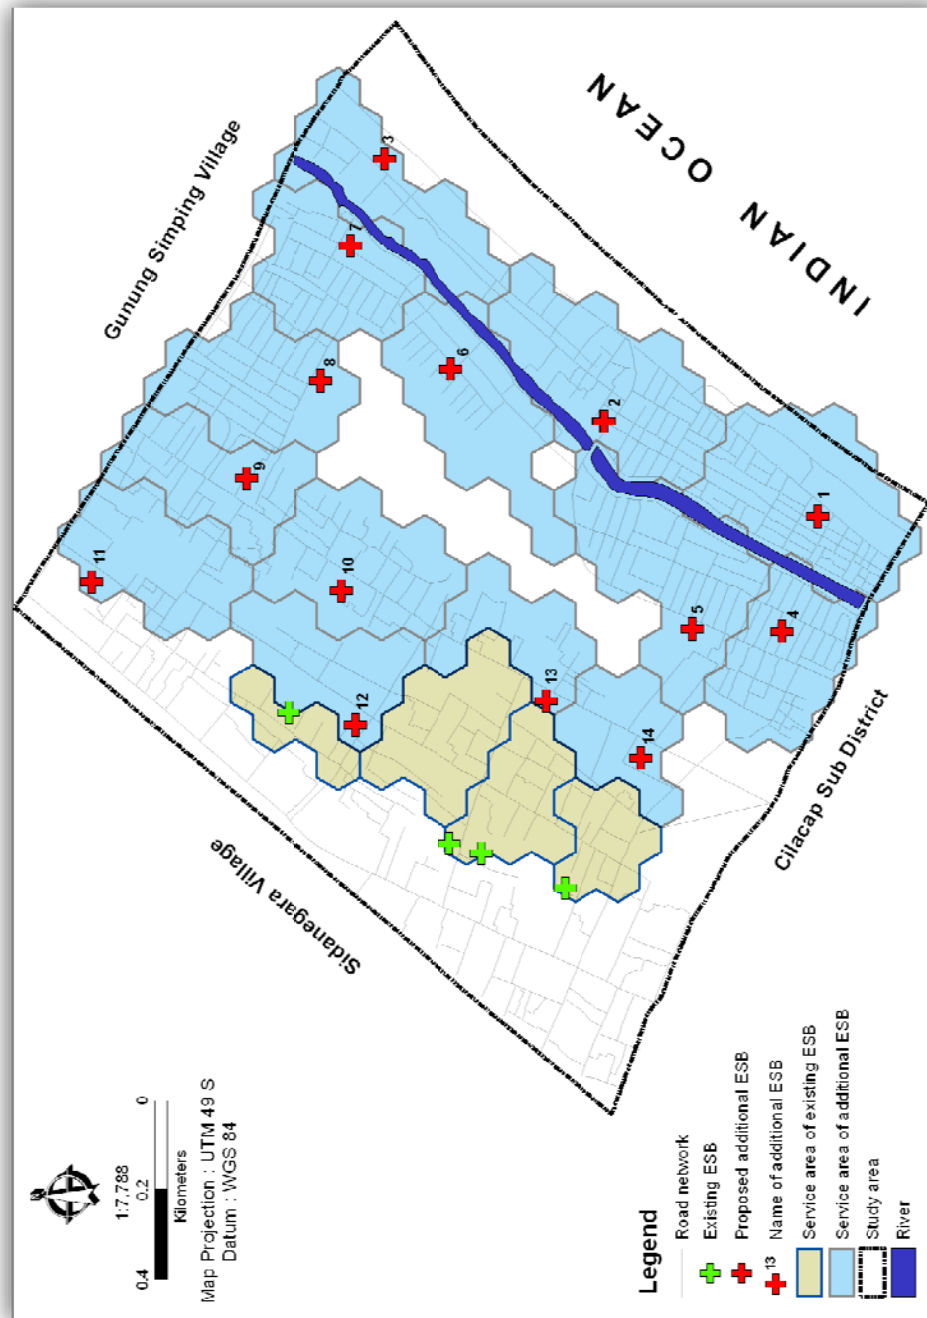 Gunung Simping Village
INDIAN OCEAN
Sidanegara Village
Cilacap Sub District
1
2
3
4
5
6
7
8
9
10
11
12
13
14
1:7.788
0.4 0.2 0
Kilometers
Map Projection : UTM 49 S
Datum : WGS 84
Legend
Road network
Existing ESB
Proposed additional ESB
13 Name of additional ESB
Service area of existing ESB
Service area of additional ESB
Study area
River